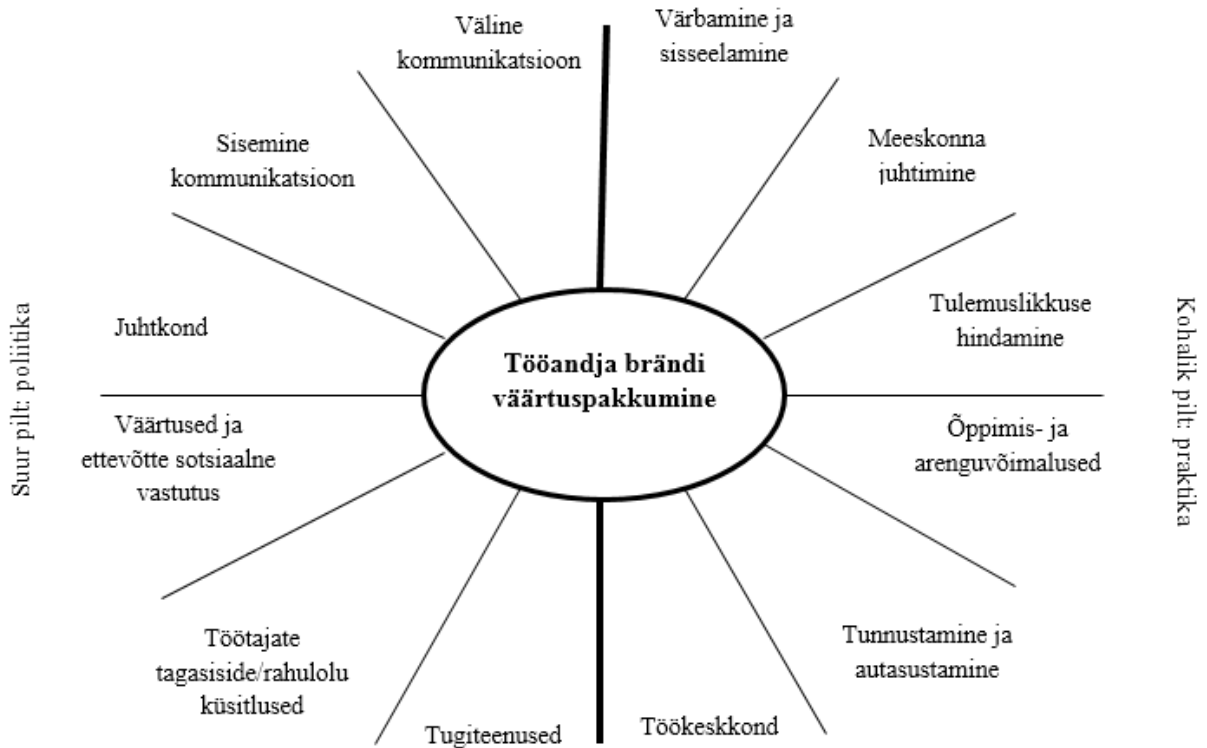 Väline
kommunikatsioon
Värbamine ja
sisseelamine
Sisemine
kommunikatsioon
Meeskonna
juhtimine
Juhtkond
Tulemuslikkuse
hindamine
Suur pilt: poliitika
Tööandja brändi
väärtuspakkumine
Kohalik pilt: praktika
Väärtused ja
ettevõtte sotsiaalne
vastutus
Õppimis- ja
arenguvõimalused
Töötajate
tagasiside/rahulolu
küsitlused
Tunnustamine ja
autasustamine
Tugiteenused
Töökeskkond